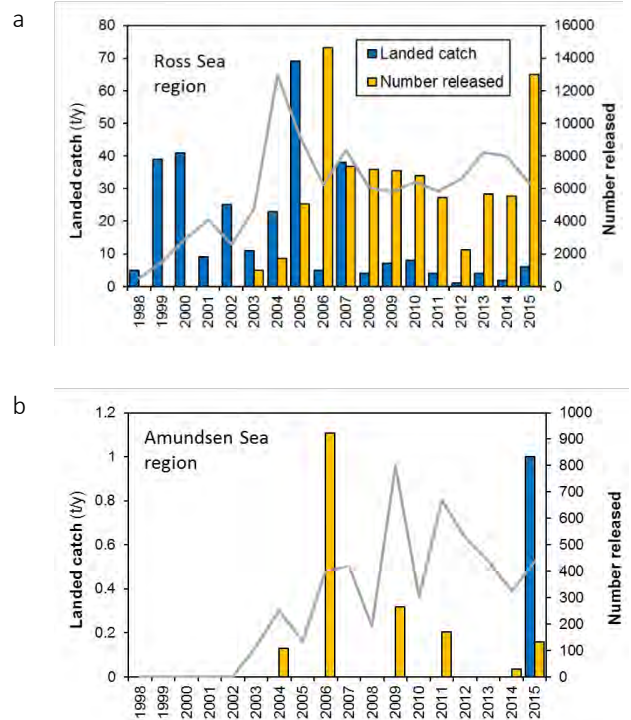 a
Ross Sea
region
Landed catch
Number released
Landed catch (t/y)
80
70
60
50
40
30
20
10
0
16000
14000
12000
10000
8000
6000
4000
2000
0
Number released
1998 1999 2000 2001 2002 2003 2004 2005 2006 2007 2008 2009 2010 2011 2012 2013 2014 2015
b
Amundsen Sea
region
Landed catch (t/y)
1.2
1
0.8
0.6
0.4
0.2
0
1000
900
800
700
600
500
400
300
200
100
0
Number released
1998 1999 2000 2001 2002 2003 2004 2005 2006 2007 2008 2009 2010 2011 2012 2013 2014 2015